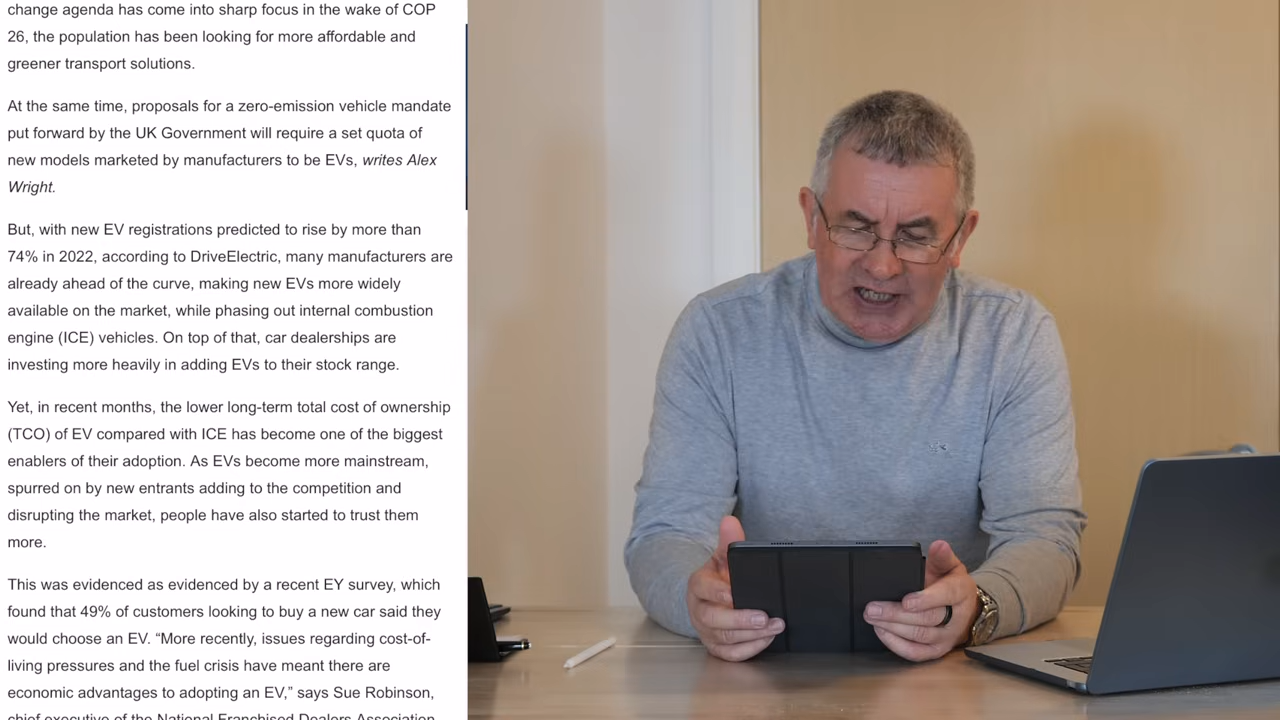 change agenda has come into sharp focus in the wake of COP
26, the population has been looking for more affordable and
greener transport solutions.
At the same time, proposals for a zero-emission vehicle mandate
put forward by the UK Government will require a set quota of
new models marketed by manufacturers to be EVs, writes Alex
Wright.
But, with new EV registrations predicted to rise by more than
74% in 2022, according to DriveElectric, many manufacturers are
already ahead of the curve, making new EVs more widely
available on the market, while phasing out internal combustion
engine (ICE) vehicles. On top of that, car dealerships are
investing more heavily in adding EVs to their stock range.
Yet, in recent months, the lower long-term total cost of ownership
(TCO) of EV compared with ICE has become one of the biggest
enablers of their adoption. As EVs become more mainstream,
spurred on by new entrants adding to the competition and
disrupting the market, people have also started to trust them
more.
This was evidenced as evidenced by a recent EY survey, which
found that 49% of customers looking to buy a new car said they
would choose an EV. “More recently, issues regarding cost-of-
living pressures and the fuel crisis have meant there are
economic advantages to adopting an EV,” says Sue Robinson,
chief executive of the National Franchised Dealers Association